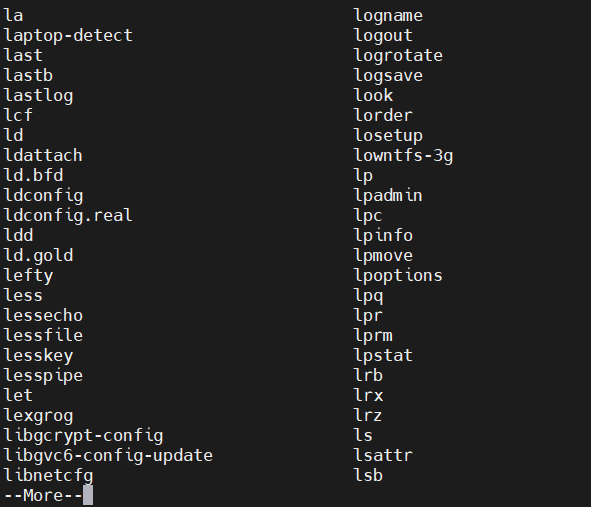 la logname
laptop-detect logout
last logrotate
lastb logsave
lastlog look
lcf lorder
ld losetup
ldattach lowntfs-3g
ld.bfd lp
ldconfig lpadmin
ldconfig.real lpc
ldd lpinfo
ld.gold lpmove
lefty lpoptions
less lpq
lessecho lpr
lessfile lprm
lesskey lpstat
lesspipe lrb
let lrx
lexgrog lrz
libgcrypt-config ls
libgvc6-config-update lsattr
libnetcfg lsb
--More--